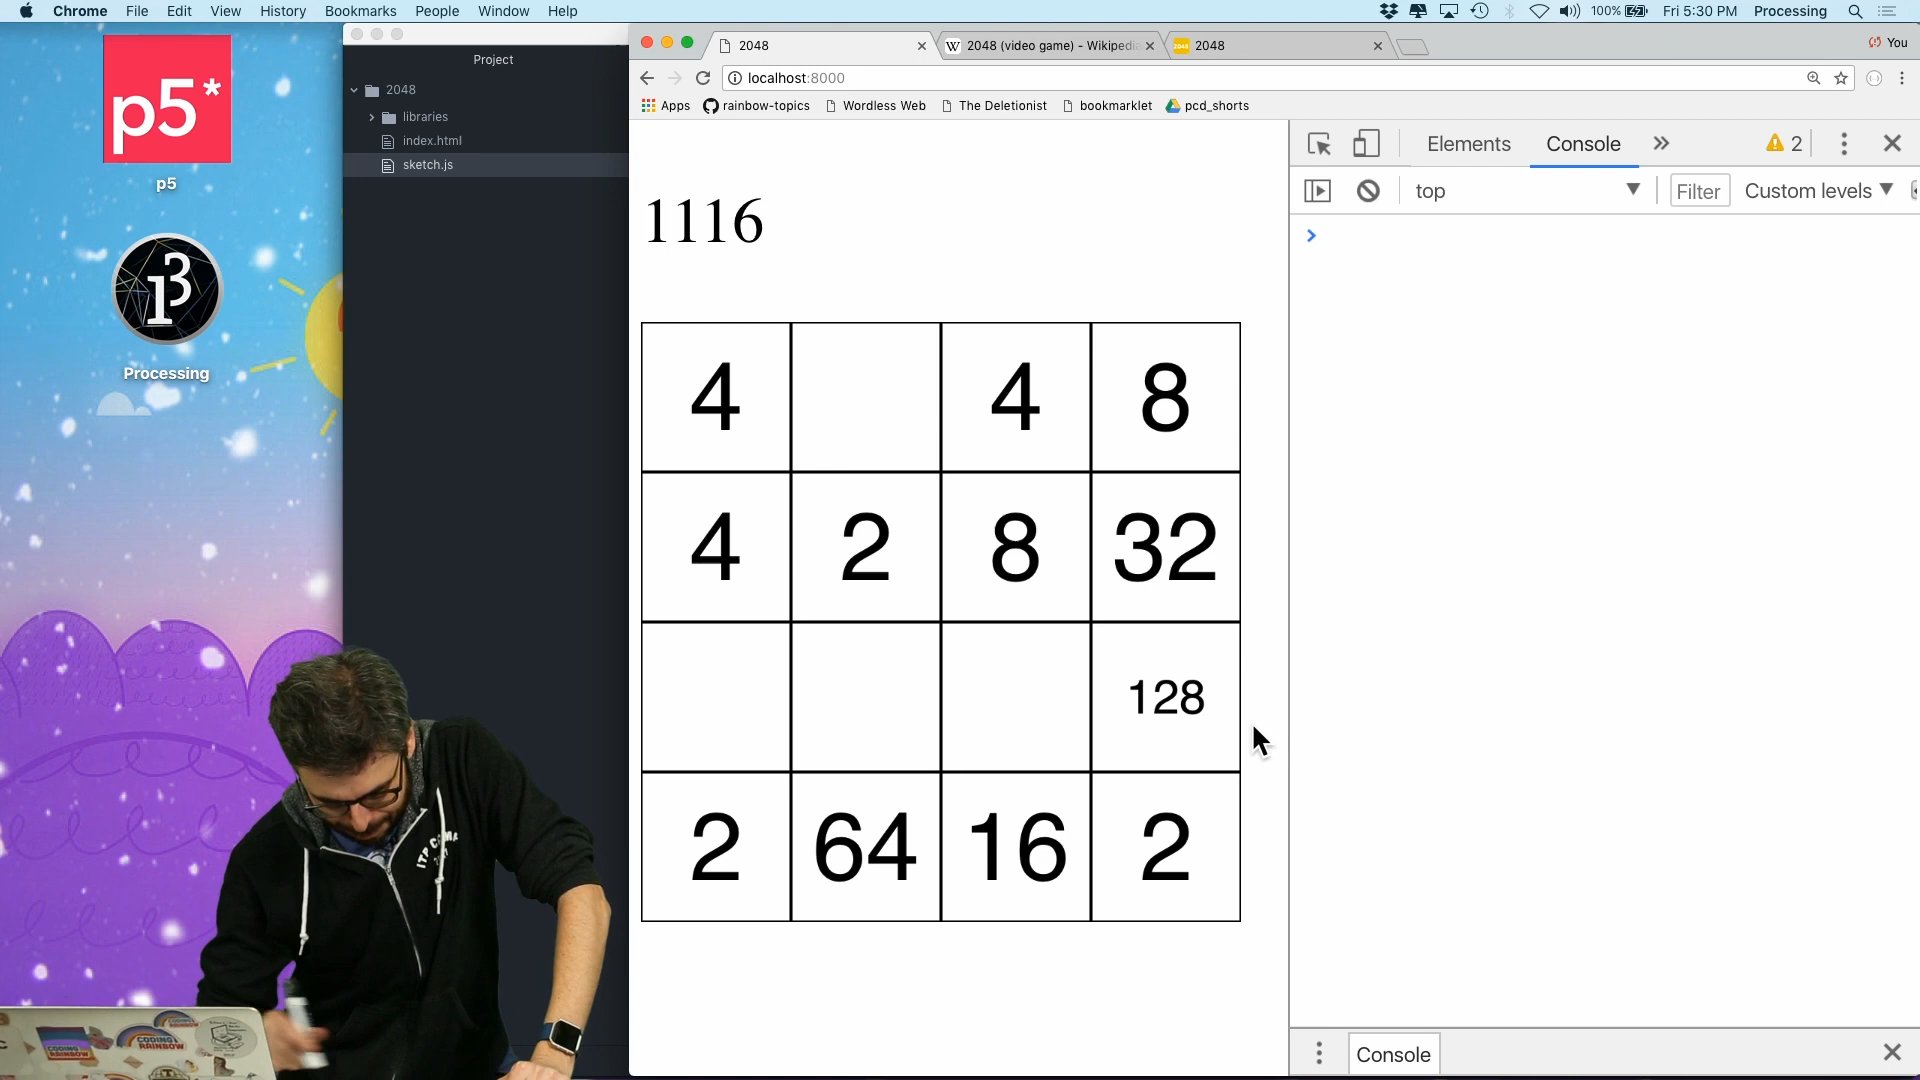 Chrome File Edit View History Bookmarks People Window Help
100% Fri 5:30 PM Processing
p5*
p5
Processing
Project
2048
libraries
index.html
sketch.js
2048
2048 (video game) - Wikipedia
2048
You
localhost:8000
Apps rainbow-topics Wordless Web The Deletionist bookmarklet pcd_shorts
Elements Console 2
top Filter Custom levels
1116
4 4 8
4 2 8 32
128
2 64 16 2
CODING RAINBOW
Console